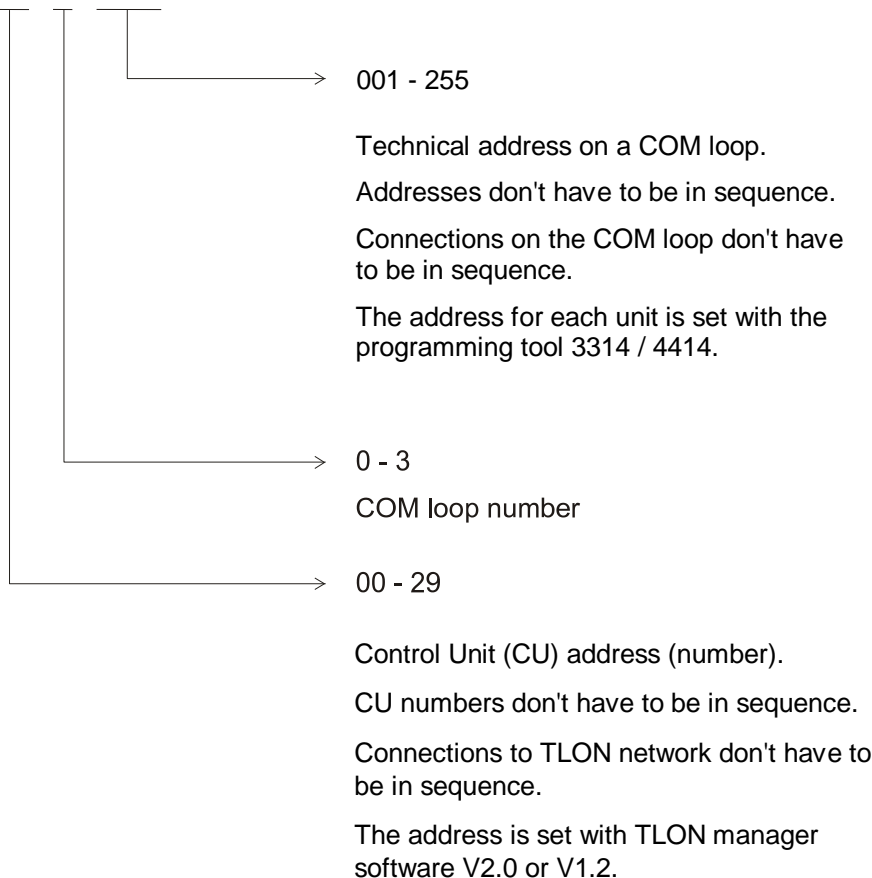 001 - 255
Technical address on a COM loop.
Addresses don't have to be in sequence.
Connections on the COM loop don't have
to be in sequence.
The address for each unit is set with the
programming tool 3314 / 4414.
0 - 3
COM loop number
00 - 29
Control Unit (CU) address (number).
CU numbers don't have to be in sequence.
Connections to TLON network don't have to
be in sequence.
The address is set with TLON manager
software V2.0 or V1.2.